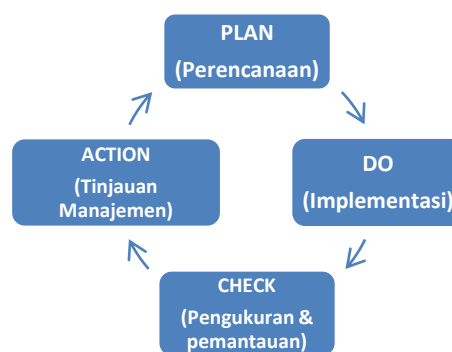 PLAN
(Perencanaan)
DO
(Implementasi)
CHECK
(Pengukuran &
pemantauan)
ACTION
(Tinjauan
Manajemen)